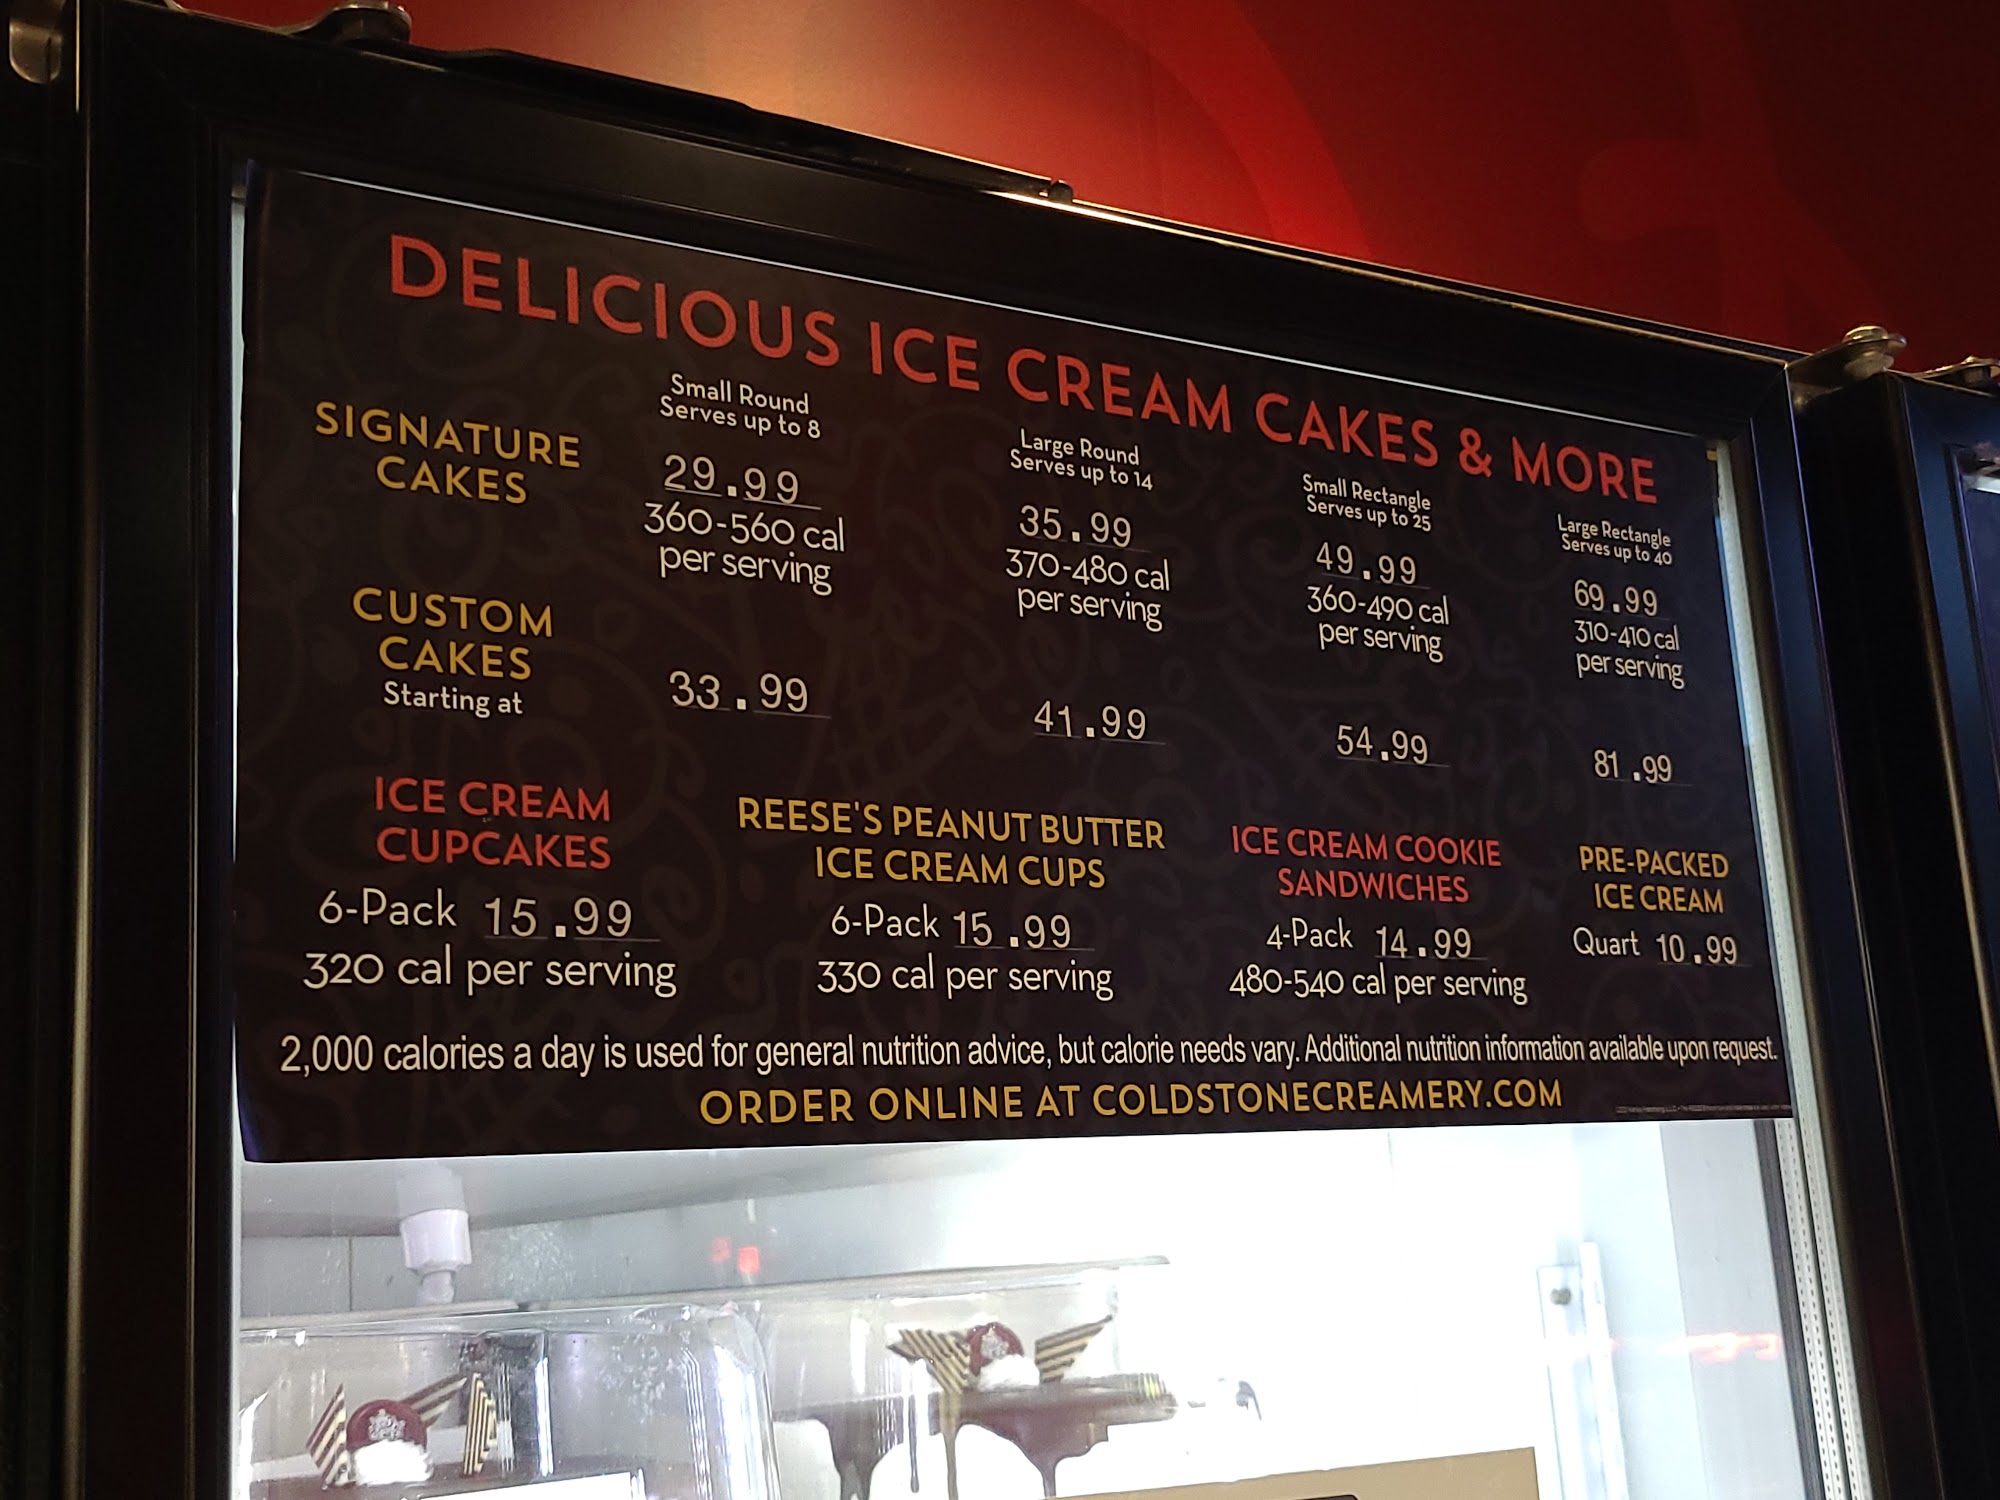 DELICIOUS ICE CREAM CAKES & MORE
SIGNATURE
CAKES
Small Round
Serves up to 8
29.99
360-560 cal
per serving
Large Round
Serves up to 14
35.99
370-480 cal
per serving
Small Rectangle
Serves up to 25
49.99
360-490 cal
per serving
Large Rectangle
Serves up to 40
69.99
310-410 cal
per serving
CUSTOM
CAKES
Starting at
33.99
41.99
54.99
81.99
ICE CREAM
CUPCAKES
6-Pack 15.99
320 cal per serving
REESE'S PEANUT BUTTER
ICE CREAM CUPS
6-Pack 15.99
330 cal per serving
ICE CREAM COOKIE
SANDWICHES
4-Pack 14.99
480-540 cal per serving
PRE-PACKED
ICE CREAM
Quart 10.99
2,000 calories a day is used for general nutrition advice, but calorie needs vary. Additional nutrition information available upon request.
ORDER ONLINE AT COLDSTONECREAMERY.COM